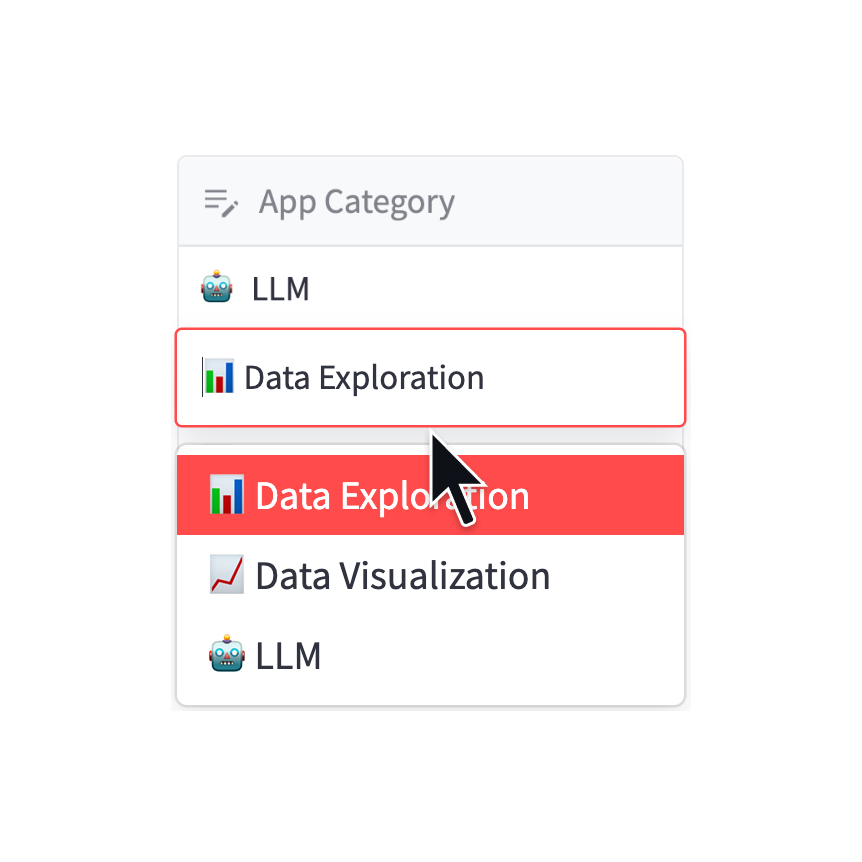 App Category
🤖 LLM
📊 Data Exploration
📊 Data Exploration
📈 Data Visualization
🤖 LLM